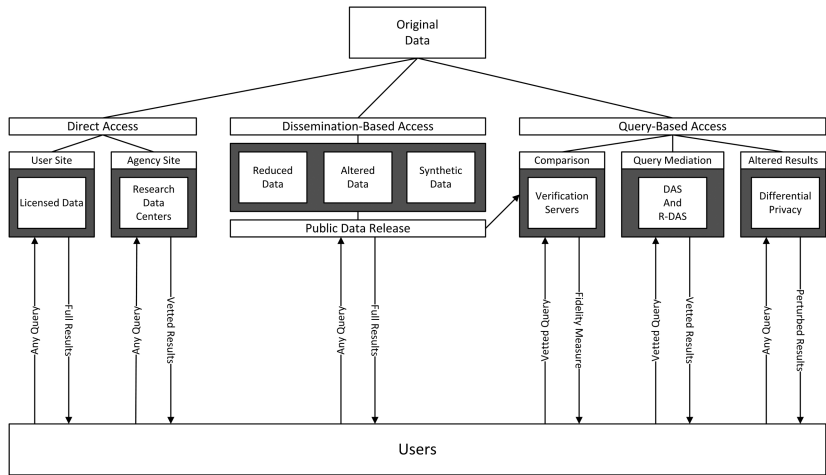 Original
Data
Direct Access
Dissemination-Based Access
Query-Based Access
User Site
Agency Site
Comparison
Query Mediation
Altered Results
Licensed Data
Research
Data
Centers
Reduced
Data
Altered
Data
Synthetic
Data
Verification
Servers
DAS
And
R-DAS
Differential
Privacy
Public Data Release
Any Query
Full Results
Any Query
Vetted Results
Any Query
Full Results
Vetted Query
Fidelity Measure
Vetted Query
Vetted Results
Any Query
Perturbed Results
Users